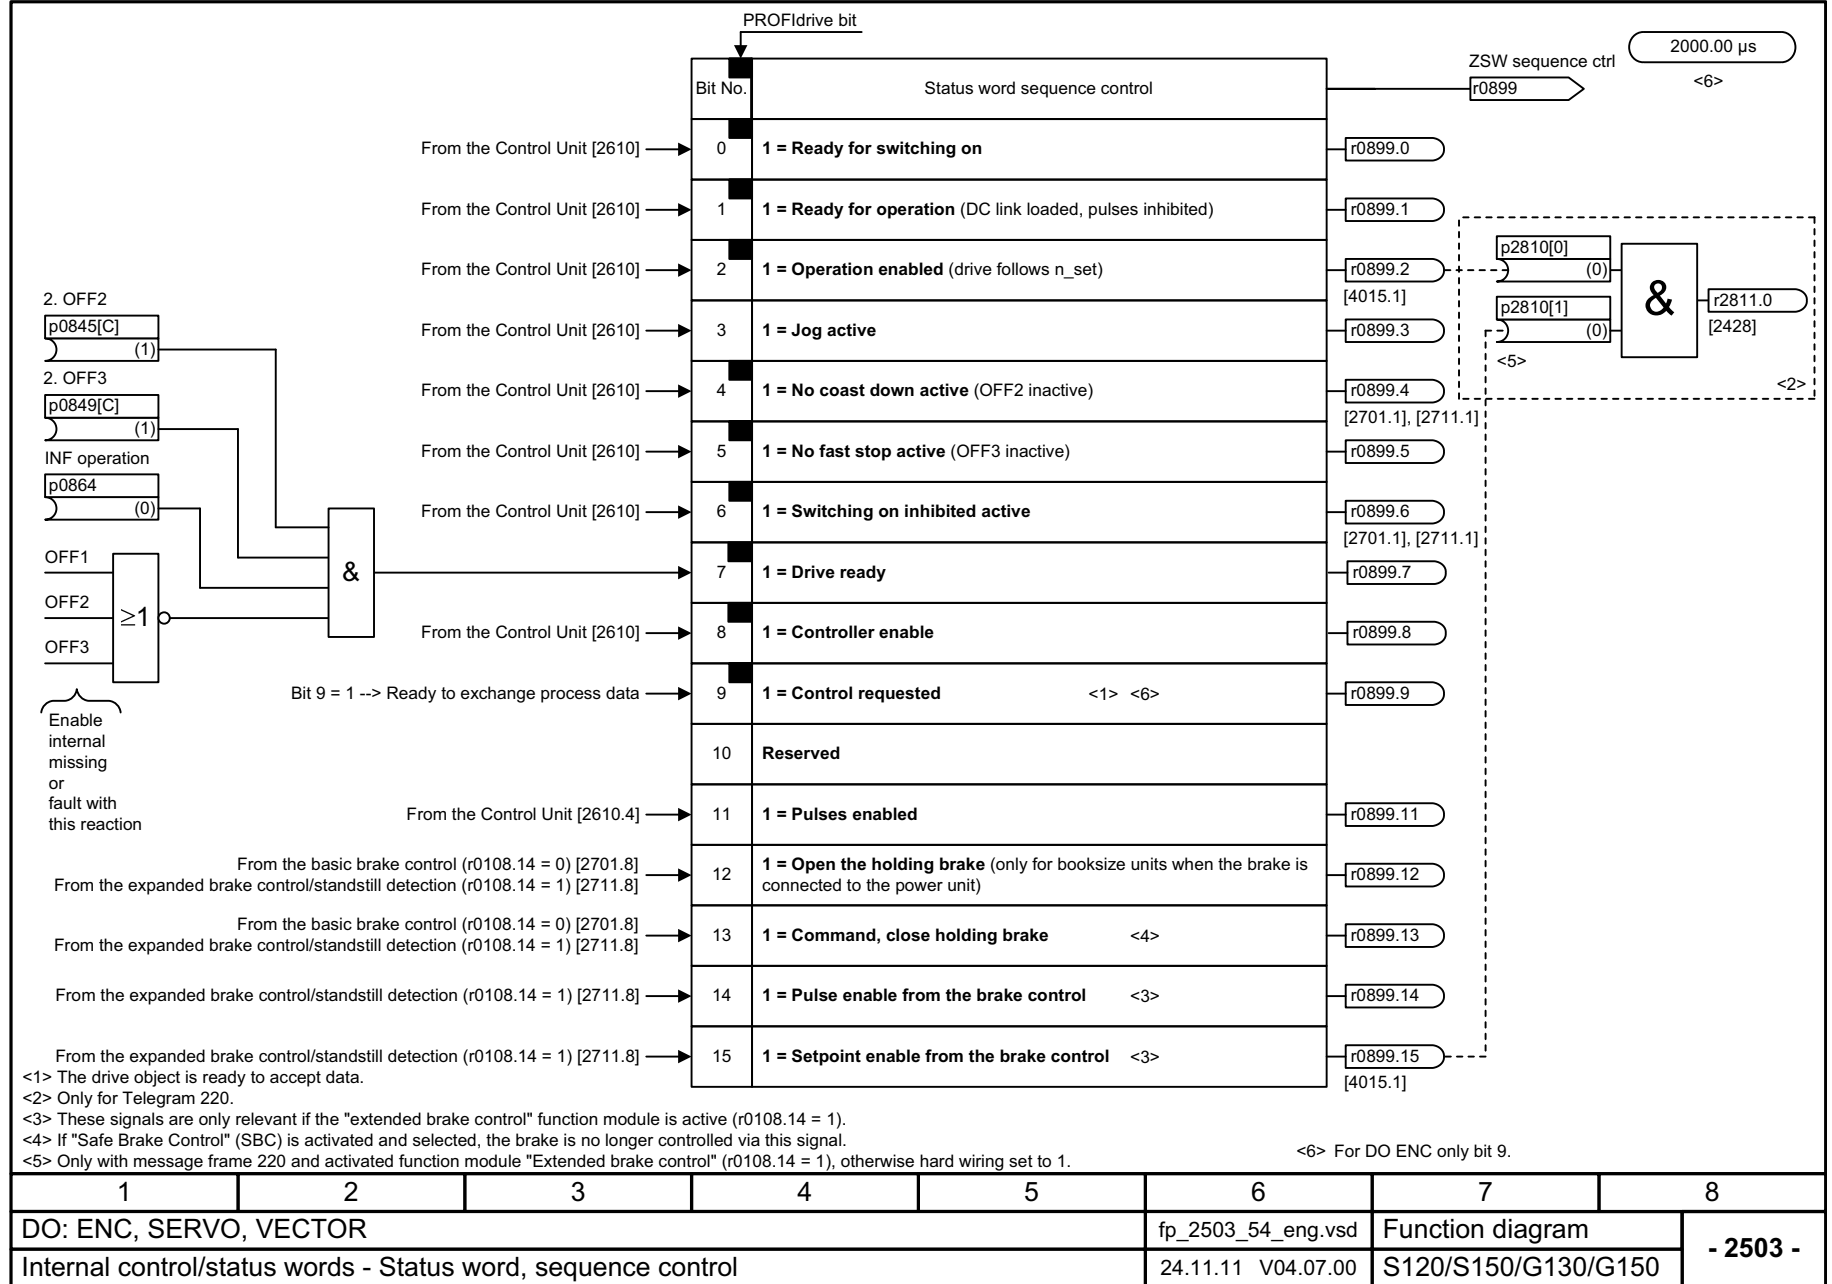 PROFIdrive bit
2000.00 µs
<6>
ZSW sequence ctrl
r0899
Bit No.
Status word sequence control
From the Control Unit [2610]
0
1 = Ready for switching on
r0899.0
From the Control Unit [2610]
1
1 = Ready for operation (DC link loaded, pulses inhibited)
r0899.1
From the Control Unit [2610]
2
1 = Operation enabled (drive follows n_set)
r0899.2
[4015.1]
p2810[0]
(0)
p2810[1]
(0)
<5>
&
r2811.0
[2428]
<2>
From the Control Unit [2610]
3
1 = Jog active
r0899.3
From the Control Unit [2610]
4
1 = No coast down active (OFF2 inactive)
r0899.4
[2701.1], [2711.1]
From the Control Unit [2610]
5
1 = No fast stop active (OFF3 inactive)
r0899.5
From the Control Unit [2610]
6
1 = Switching on inhibited active
r0899.6
[2701.1], [2711.1]
2. OFF2
p0845[C]
(1)
2. OFF3
p0849[C]
(1)
INF operation
p0864
(0)
OFF1
OFF2
OFF3
≥1
&
Enable
internal
missing
or
fault with
this reaction
7
1 = Drive ready
r0899.7
From the Control Unit [2610]
8
1 = Controller enable
r0899.8
Bit 9 = 1 --> Ready to exchange process data
9
1 = Control requested <1> <6>
r0899.9
10
Reserved
From the Control Unit [2610.4]
11
1 = Pulses enabled
r0899.11
From the basic brake control (r0108.14 = 0) [2701.8]
From the expanded brake control/standstill detection (r0108.14 = 1) [2711.8]
12
1 = Open the holding brake (only for booksize units when the brake is
connected to the power unit)
r0899.12
From the basic brake control (r0108.14 = 0) [2701.8]
From the expanded brake control/standstill detection (r0108.14 = 1) [2711.8]
13
1 = Command, close holding brake <4>
r0899.13
From the expanded brake control/standstill detection (r0108.14 = 1) [2711.8]
14
1 = Pulse enable from the brake control <3>
r0899.14
From the expanded brake control/standstill detection (r0108.14 = 1) [2711.8]
15
1 = Setpoint enable from the brake control <3>
r0899.15
[4015.1]
<1> The drive object is ready to accept data.
<2> Only for Telegram 220.
<3> These signals are only relevant if the "extended brake control" function module is active (r0108.14 = 1).
<4> If "Safe Brake Control" (SBC) is activated and selected, the brake is no longer controlled via this signal.
<5> Only with message frame 220 and activated function module "Extended brake control" (r0108.14 = 1), otherwise hard wiring set to 1.
<6> For DO ENC only bit 9.
1 2 3 4 5 6 7 8
DO: ENC, SERVO, VECTOR
fp_2503_54_eng.vsd
Function diagram
- 2503 -
Internal control/status words - Status word, sequence control
24.11.11 V04.07.00
S120/S150/G130/G150